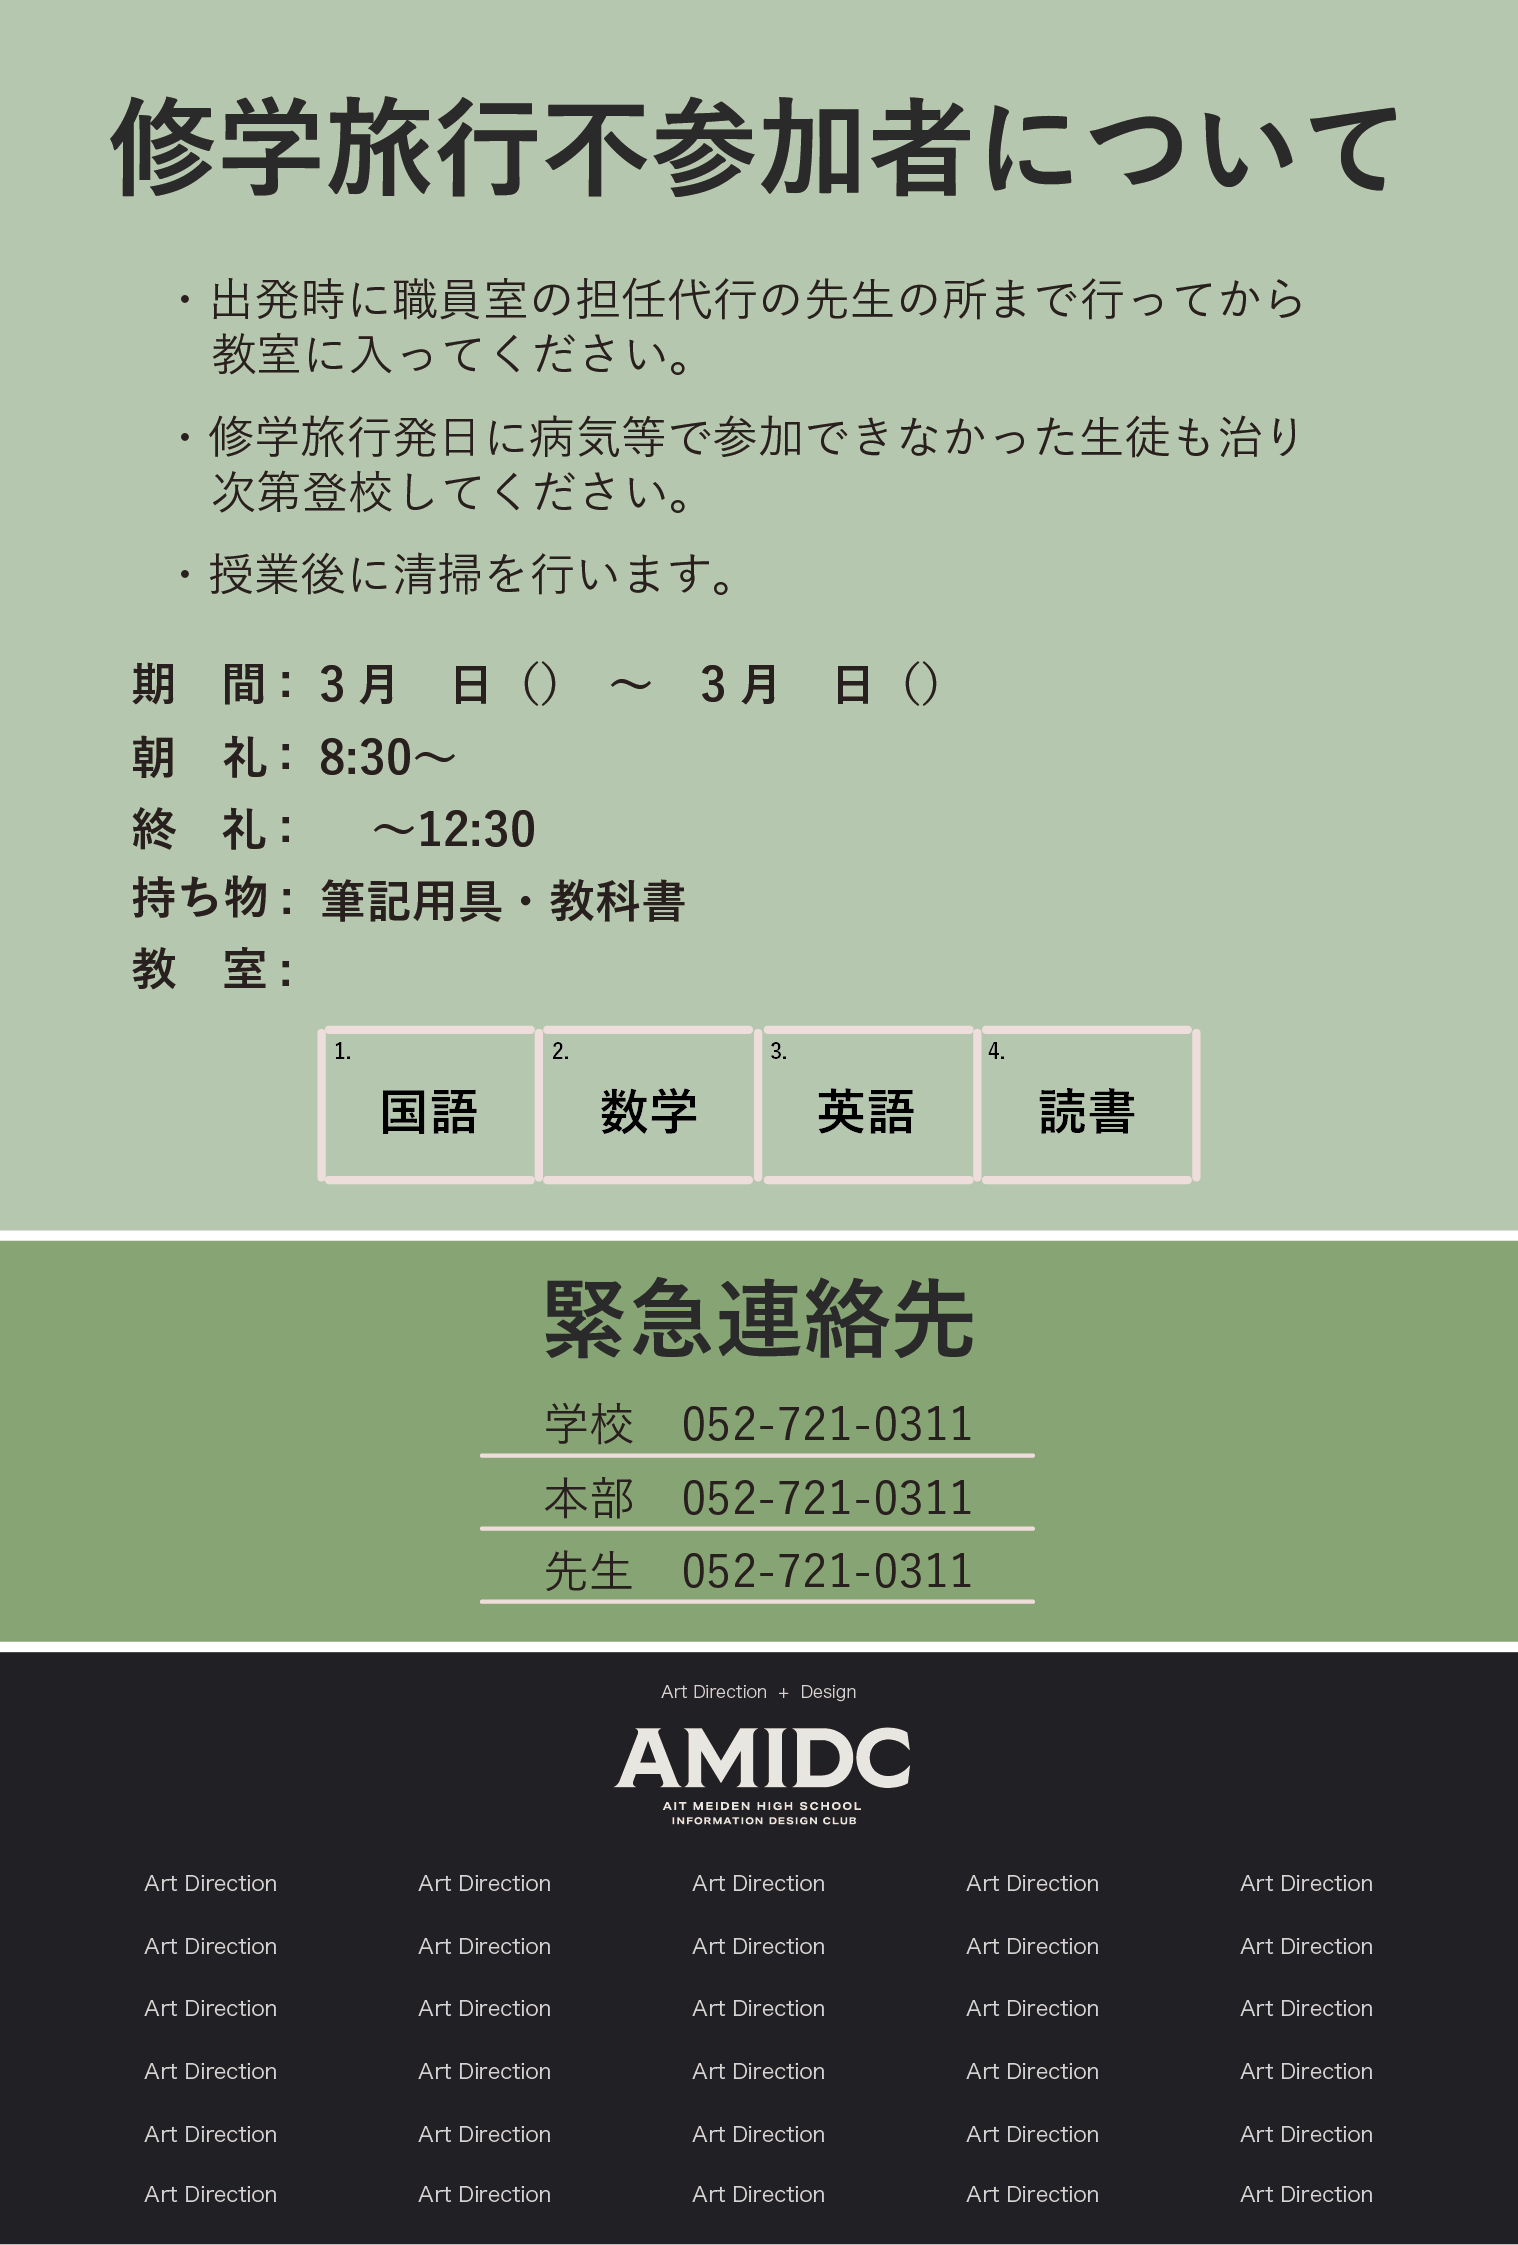 修学旅行不参加者について
・出発時に職員室の担任代行の先生の所まで行ってから
教室に入ってください。
・修学旅行発日に病気等で参加できなかった生徒も治り
次第登校してください。
・授業後に清掃を行います。
期　間： 3月　日（）　～　3月　日（）
朝　礼： 8:30～
終　礼：　～12:30
持ち物： 筆記用具・教科書
教　室：
1. 2. 3. 4.
国語 数学 英語 読書
緊急連絡先
学校　052-721-0311
本部　052-721-0311
先生　052-721-0311
Art Direction + Design
AMIDC
AIT MEIDEN HIGH SCHOOL
INFORMATION DESIGN CLUB
Art Direction Art Direction Art Direction Art Direction Art Direction
Art Direction Art Direction Art Direction Art Direction Art Direction
Art Direction Art Direction Art Direction Art Direction Art Direction
Art Direction Art Direction Art Direction Art Direction Art Direction
Art Direction Art Direction Art Direction Art Direction Art Direction
Art Direction Art Direction Art Direction Art Direction Art Direction